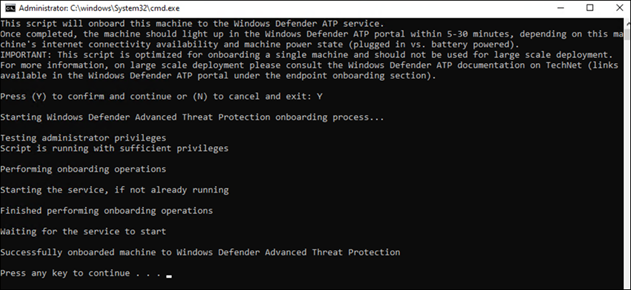 Administrator: C:\windows\System32\cmd.exe
This script will onboard this machine to the Windows Defender ATP service.
Once completed, the machine should light up in the Windows Defender ATP portal within 5-30 minutes, depending on this ma
chine's internet connectivity availability and machine power state (plugged in vs. battery powered).
IMPORTANT: This script is optimized for onboarding a single machine and should not be used for large scale deployment.
For more information, on large scale deployment please consult the Windows Defender ATP documentation on TechNet (links
available in the Windows Defender ATP portal under the endpoint onboarding section).
Press (Y) to confirm and continue or (N) to cancel and exit: Y
Starting Windows Defender Advanced Threat Protection onboarding process...
Testing administrator privileges
Script is running with sufficient privileges
Performing onboarding operations
Starting the service, if not already running
Finished performing onboarding operations
Waiting for the service to start
Successfully onboarded machine to Windows Defender Advanced Threat Protection
Press any key to continue . . .